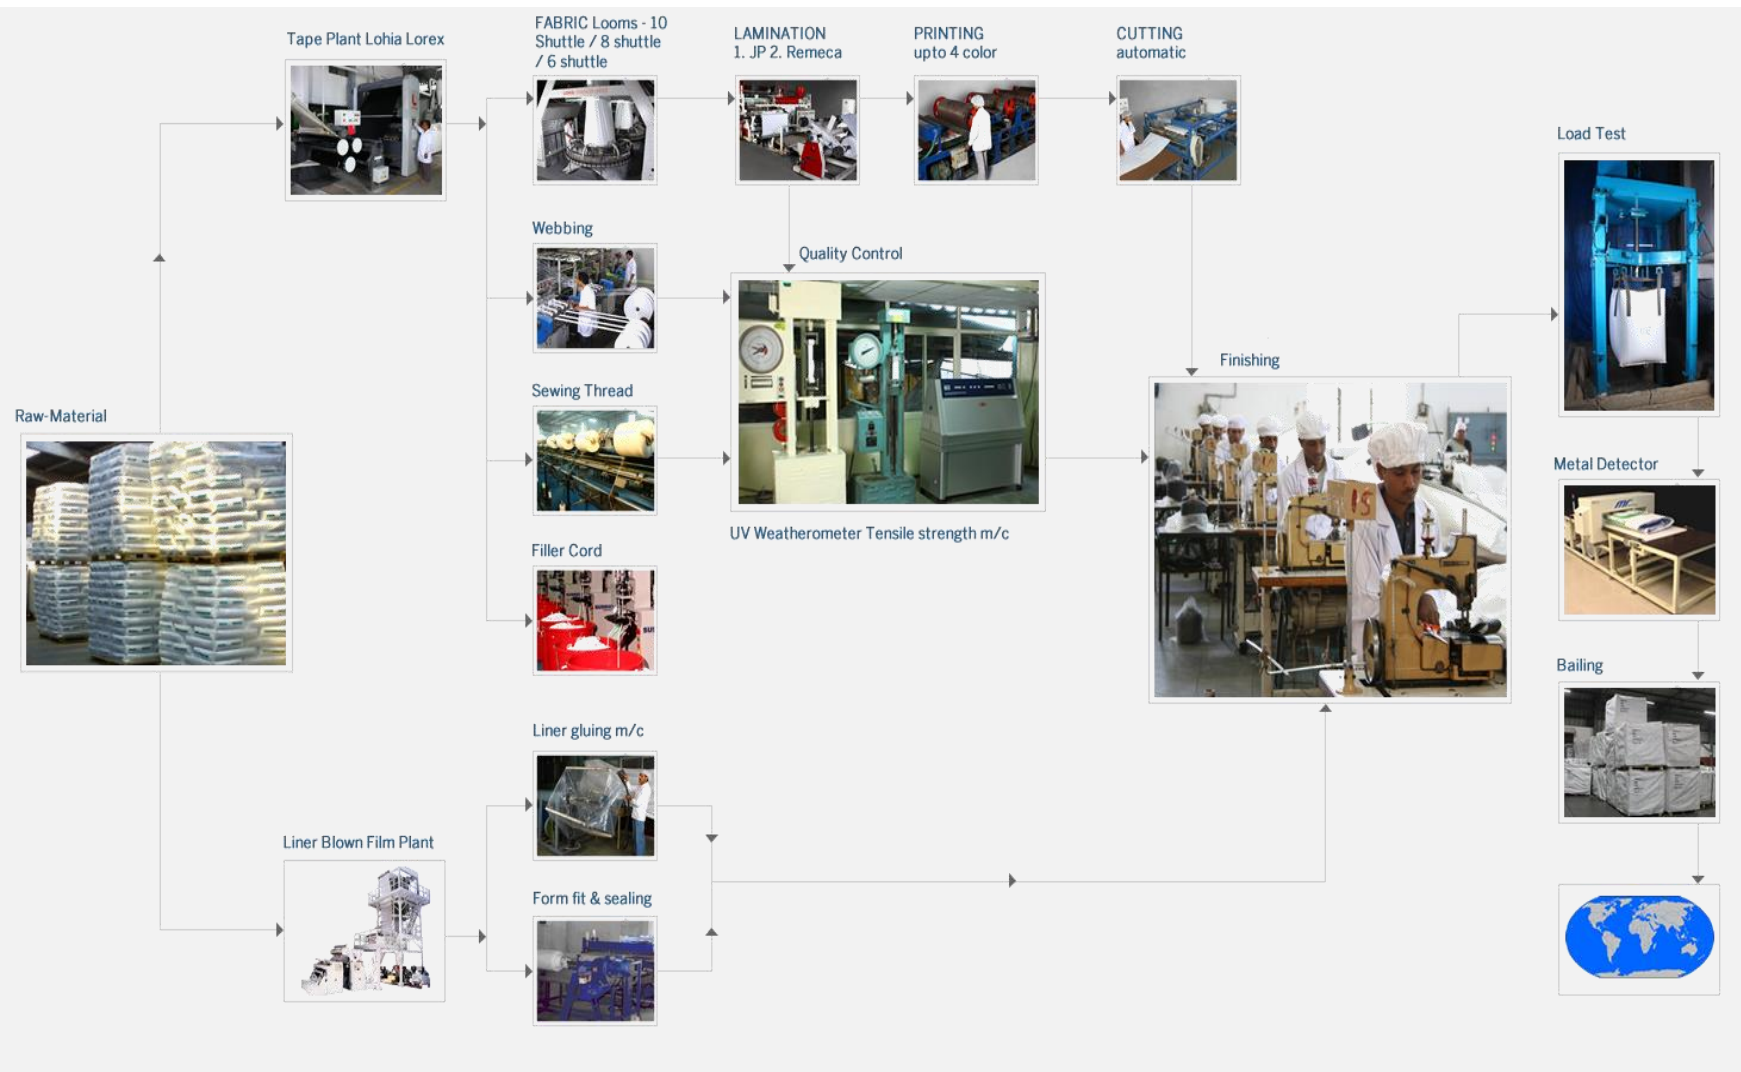 Tape Plant Lohia Lorex
FABRIC Looms - 10
Shuttle / 8 shuttle
/ 6 shuttle
LAMINATION
1. JP 2. Remeca
PRINTING
upto 4 color
CUTTING
automatic
Load Test
Webbing
Quality Control
Finishing
Sewing Thread
Raw-Material
Metal Detector
15
UV Weatherometer Tensile strength m/c
Filler Cord
Bailing
Liner gluing m/c
Liner Blown Film Plant
Form fit & sealing